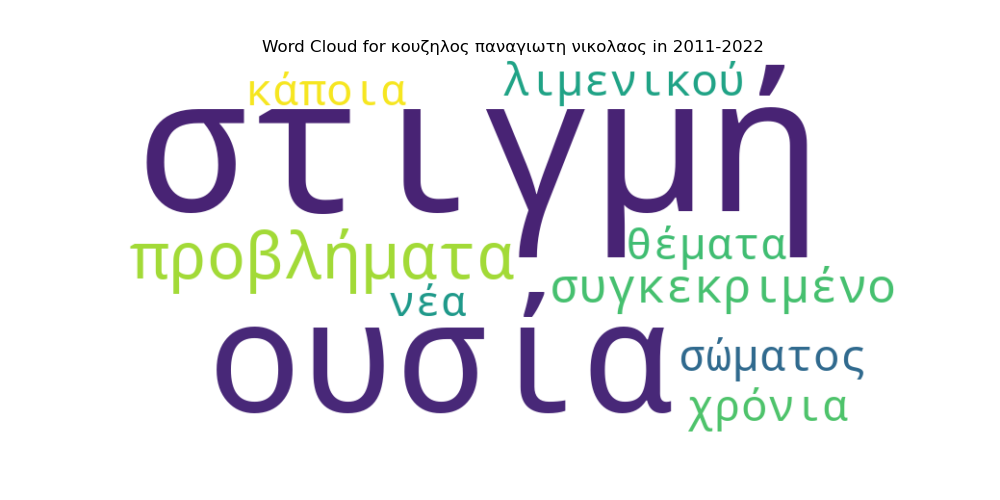 Word Cloud for κουζηλος παναγιωτη νικολαος in 2011-2022
κάποια λιμενικού
στιγμή
προβλήματα θέματα
συγκεκριμένο
νέα
ουσία
σώματος
χρόνια